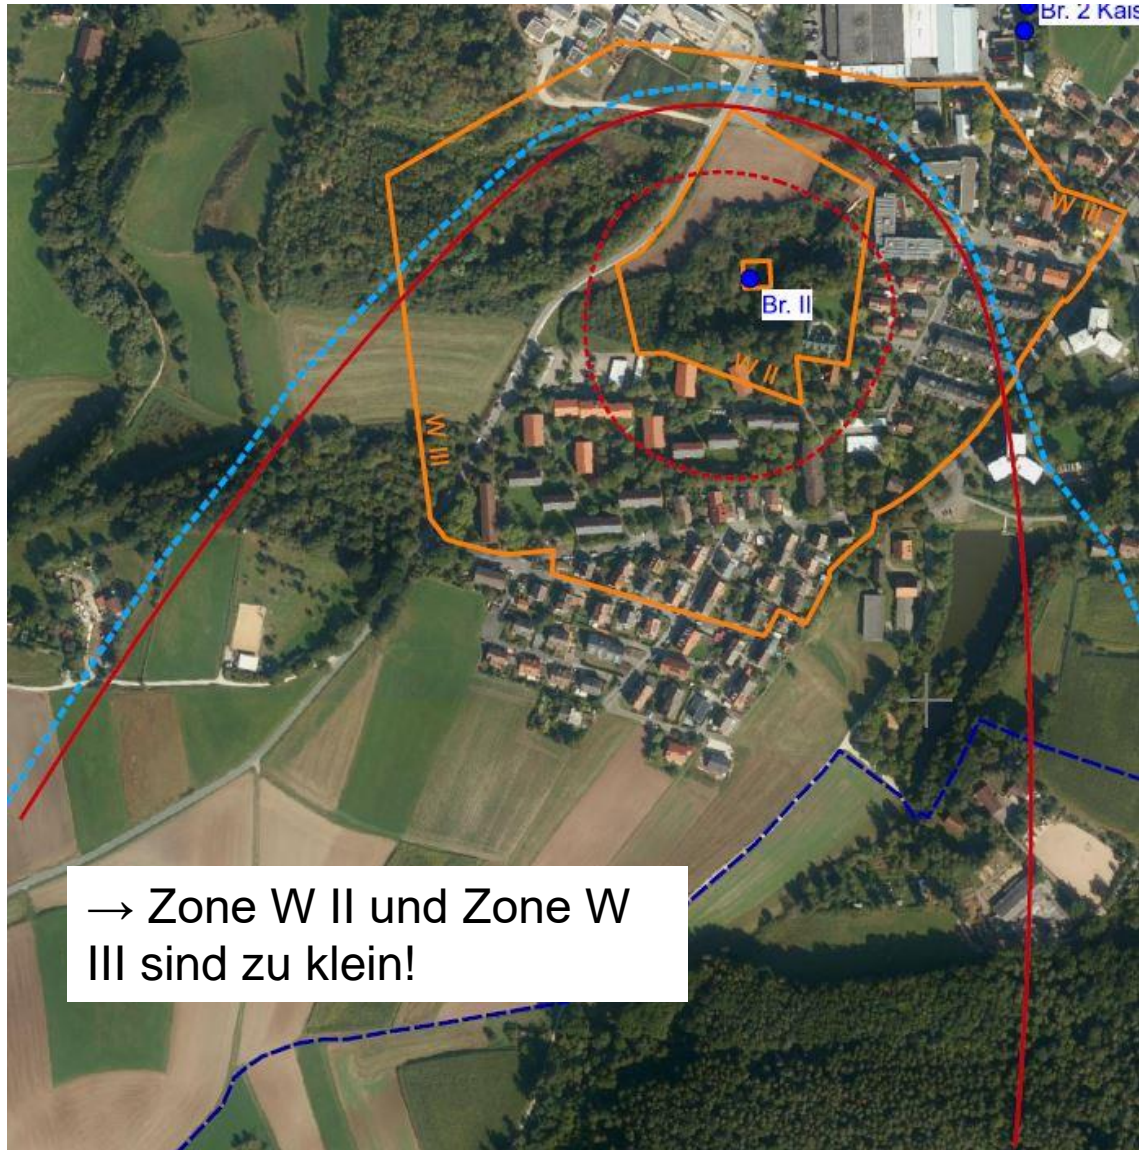 Br. 2 Kais
W III
Br. II
W II
W III
→ Zone W II und Zone W
III sind zu klein!